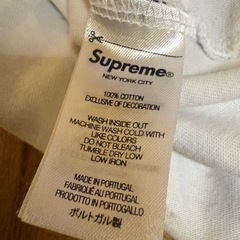 Supreme®
NEW YORK CITY
100% COTTON
EXCLUSIVE OF DECORATION
WASH INSIDE OUT
MACHINE WASH COLD WITH
LIKE COLORS
DO NOT BLEACH
TUMBLE DRY LOW
LOW IRON
MADE IN PORTUGAL
FABRIQUÉ AU PORTUGAL
PRODOTTO IN PORTOGALLO
ポルトガル製